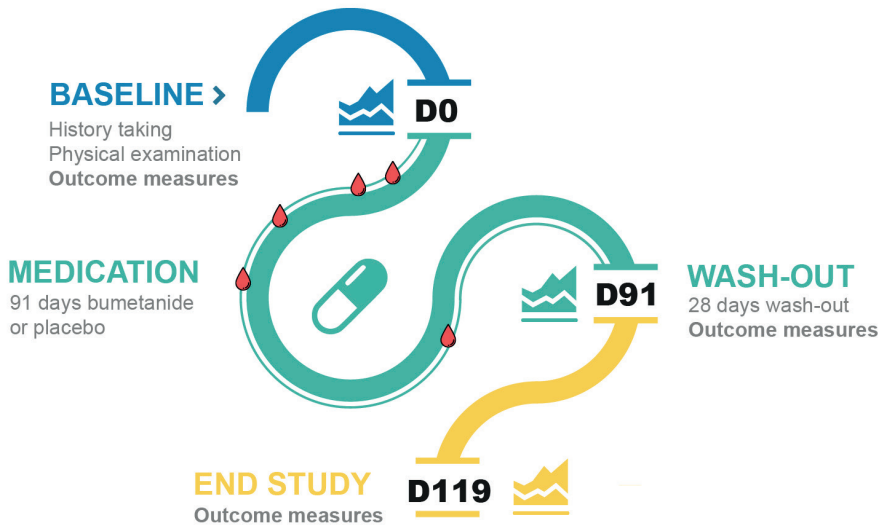 BASELINE >
History taking
Physical examination
Outcome measures
D0
MEDICATION
91 days bumetanide
or placebo
D91
WASH-OUT
28 days wash-out
Outcome measures
END STUDY
Outcome measures
D119